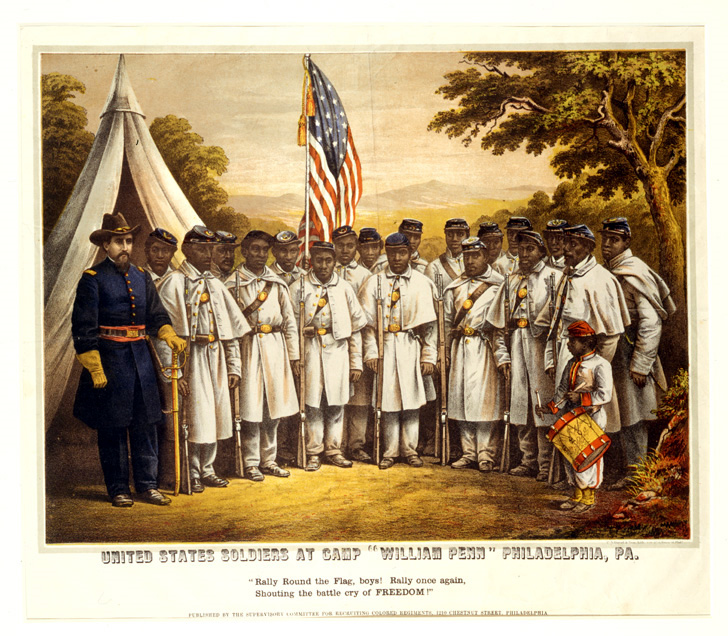 UNITED STATES SOLDIERS AT CAMP "WILLIAM PENN" PHILADELPHIA, PA.
"Rally Round the Flag, boys! Rally once again,
Shouting the battle cry of FREEDOM!"
PUBLISHED BY THE SUPERVISORY COMMITTEE FOR RECRUITING COLORED REGIMENTS, 1210 CHESTNUT STREET, PHILADELPHIA